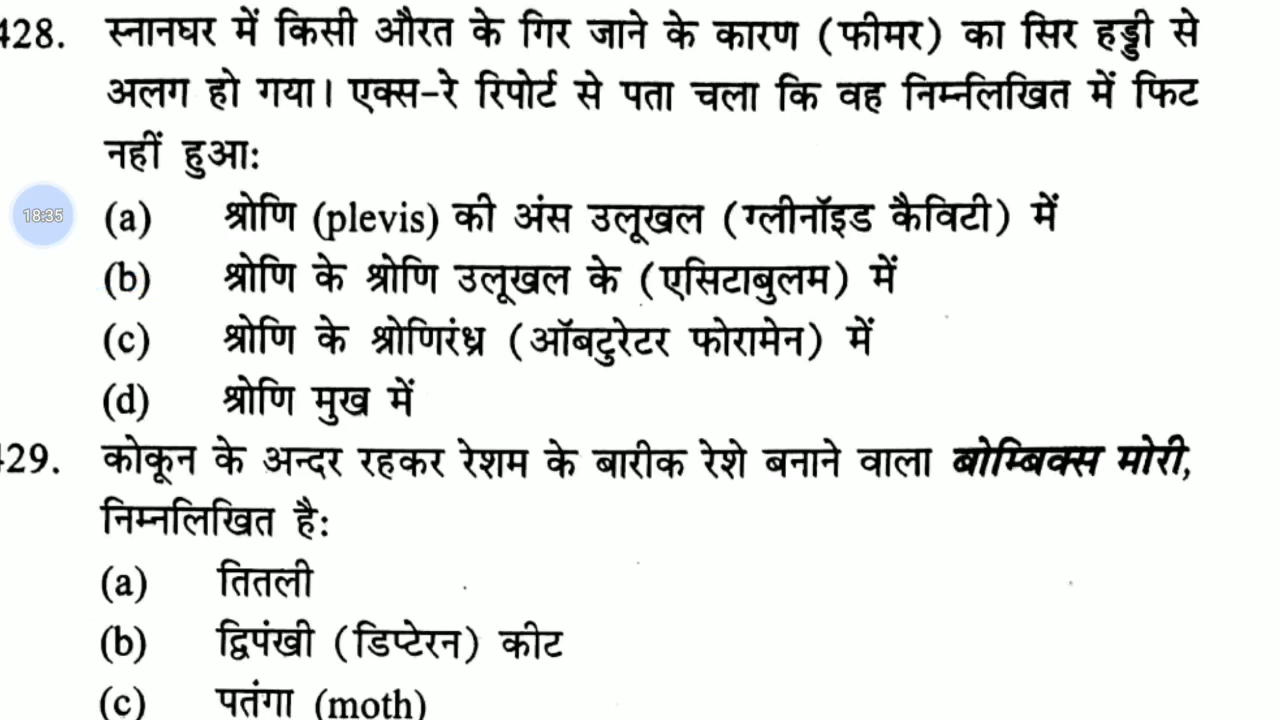 428. स्नानघर में किसी औरत के गिर जाने के कारण (फीमर) का सिर हड्डी से
अलग हो गया। एक्स-रे रिपोर्ट से पता चला कि वह निम्नलिखित में फिट
नहीं हुआः
18:35
(a) श्रोणि (plevis) की अंस उलूखल (ग्लीनॉइड कैविटी) में
(b) श्रोणि के श्रोणि उलूखल के (एसिटाबुलम) में
(c) श्रोणि के श्रोणिरंध्र (ऑबटुरेटर फोरामेन) में
(d) श्रोणि मुख में
429. कोकून के अन्दर रहकर रेशम के बारीक रेशे बनाने वाला बोम्बिक्स मोरी,
निम्नलिखित हैः
(a) तितली
(b) द्विपंखी (डिप्टेरन) कीट
(c) पतंगा (moth)